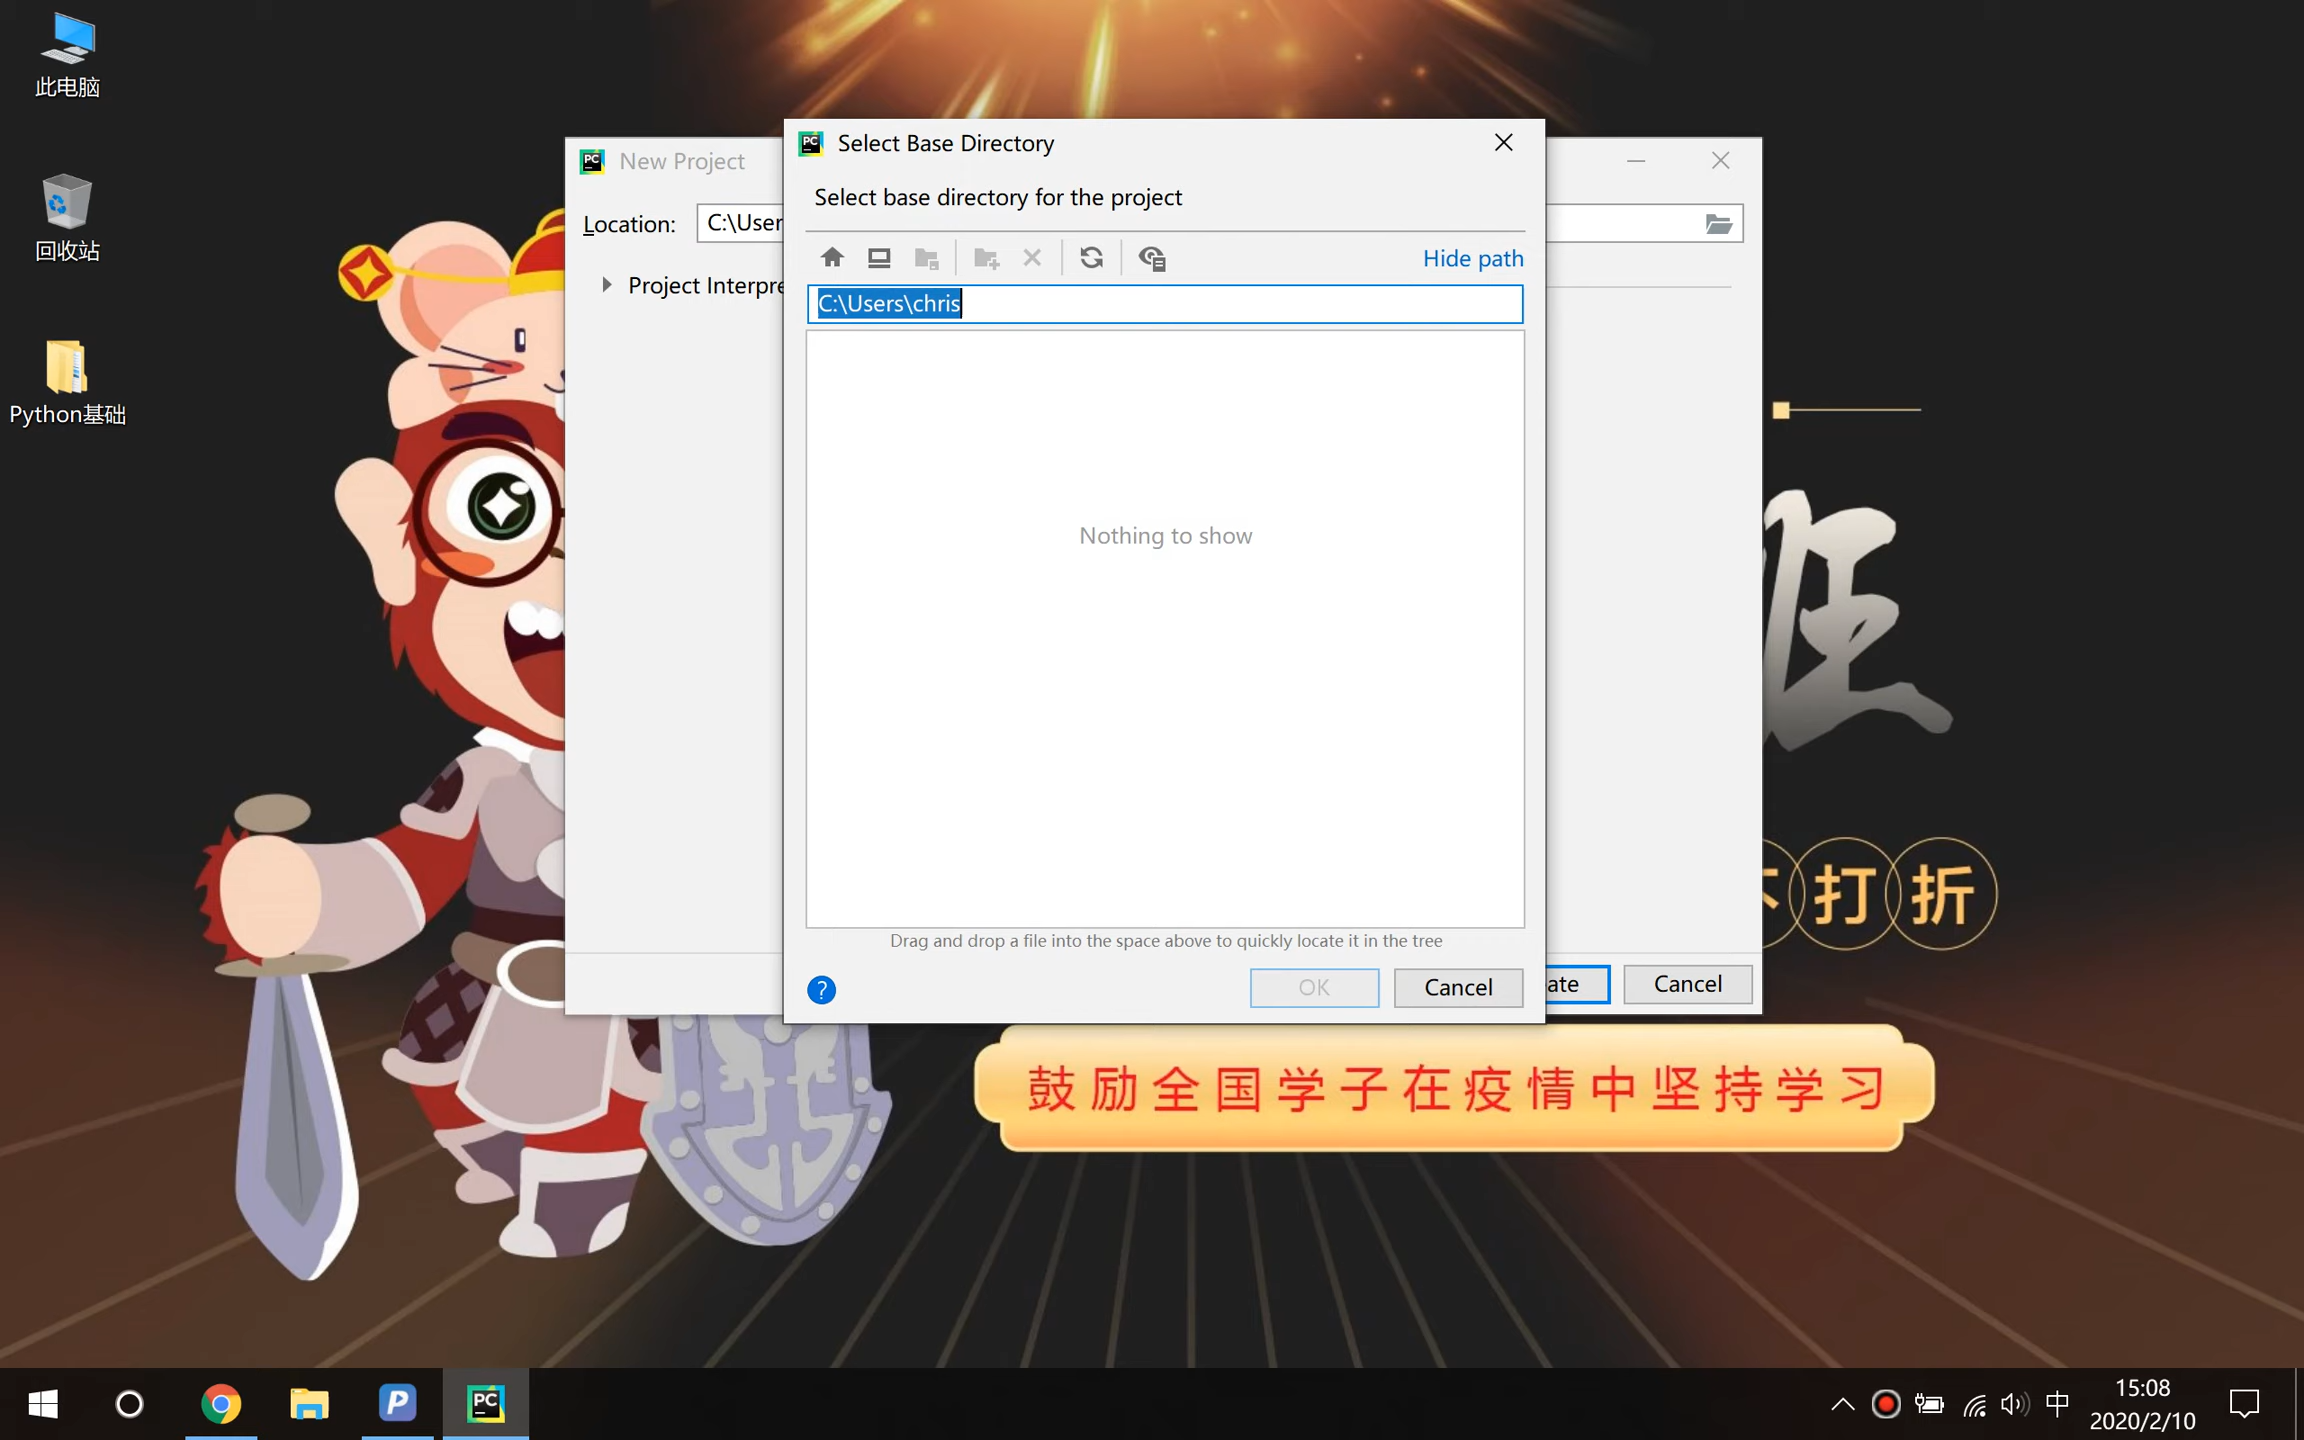 此电脑
回收站
Python基础
New Project
Location:
C:\User
Project Interpre
Select Base Directory
Select base directory for the project
Hide path
C:\Users\chris
Nothing to show
Drag and drop a file into the space above to quickly locate it in the tree
?
OK
Cancel
ate
Cancel
打折
鼓励全国学子在疫情中坚持学习
中
15:08
2020/2/10